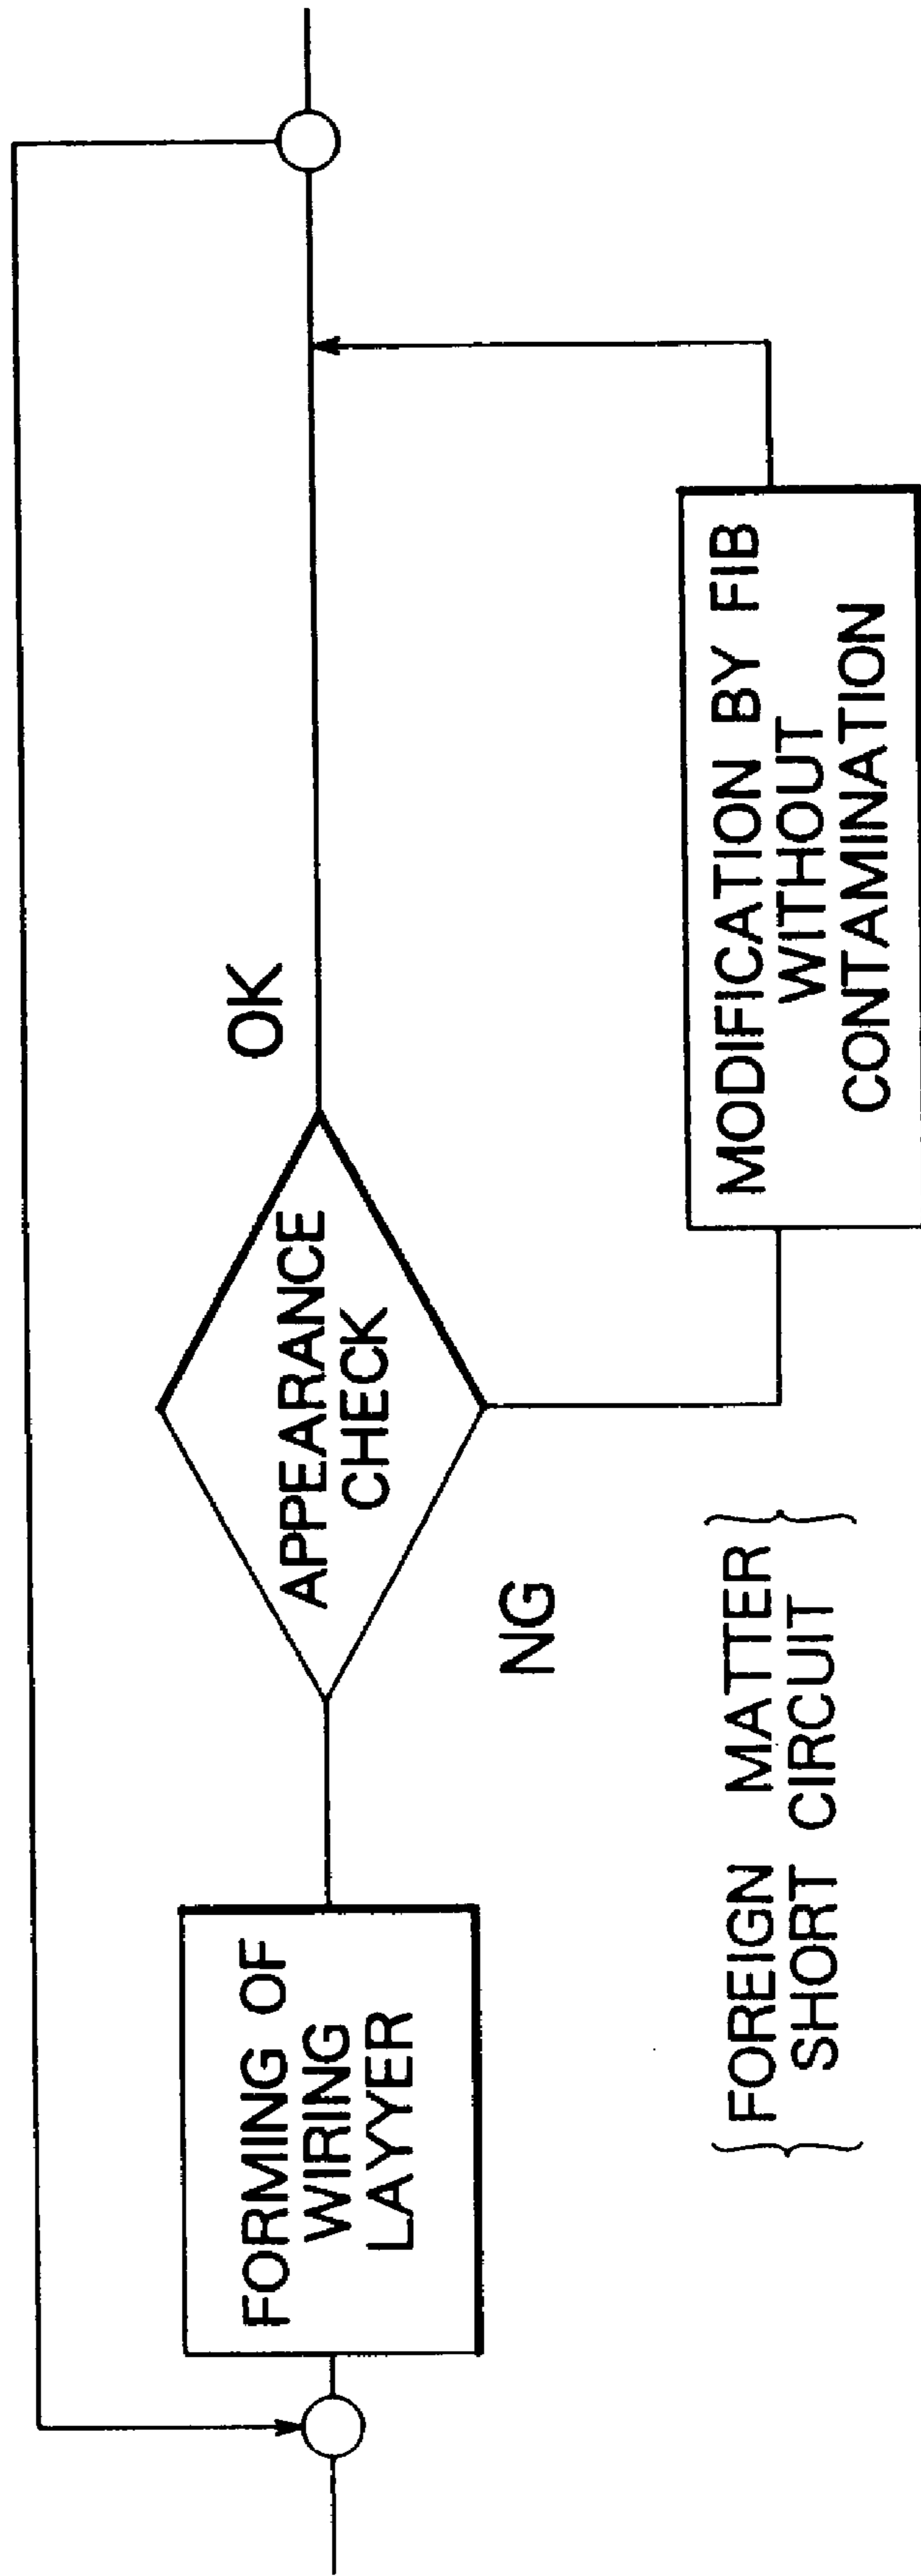 FORMING OF
WIRING
LAYYER
APPEARANCE
CHECK
OK
NG
FOREIGN MATTER
SHORT CIRCUIT
MODIFICATION BY FIB
WITHOUT
CONTAMINATION